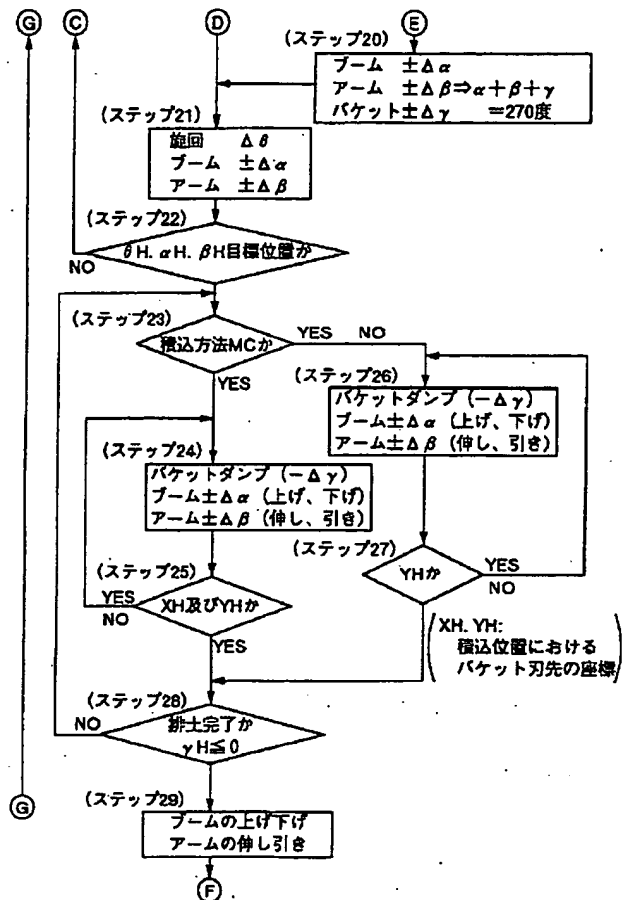 G C D E
(ステップ20)
ブーム ±Δα
アーム ±Δβ⇒α+β+γ
バケット±Δγ =270度
(ステップ21)
旋回 Δθ
ブーム ±Δα
アーム ±Δβ
(ステップ22)
θH. αH. βH目標位置か
NO
(ステップ23)
積込方法MCか
YES NO
YES
(ステップ26)
バケットダンプ (-Δγ)
ブーム±Δα (上げ、下げ)
アーム±Δβ (伸し、引き)
(ステップ24)
バケットダンプ (-Δγ)
ブーム±Δα (上げ、下げ)
アーム±Δβ (伸し、引き)
(ステップ27)
YHか
YES
NO
(ステップ25)
XH及びYHか
YES
NO
YES
(XH. YH:
積込位置における
バケット刃先の座標)
(ステップ28)
排土完了か
γH≦0
NO
G
(ステップ29)
ブームの上げ下げ
アームの伸し引き
F